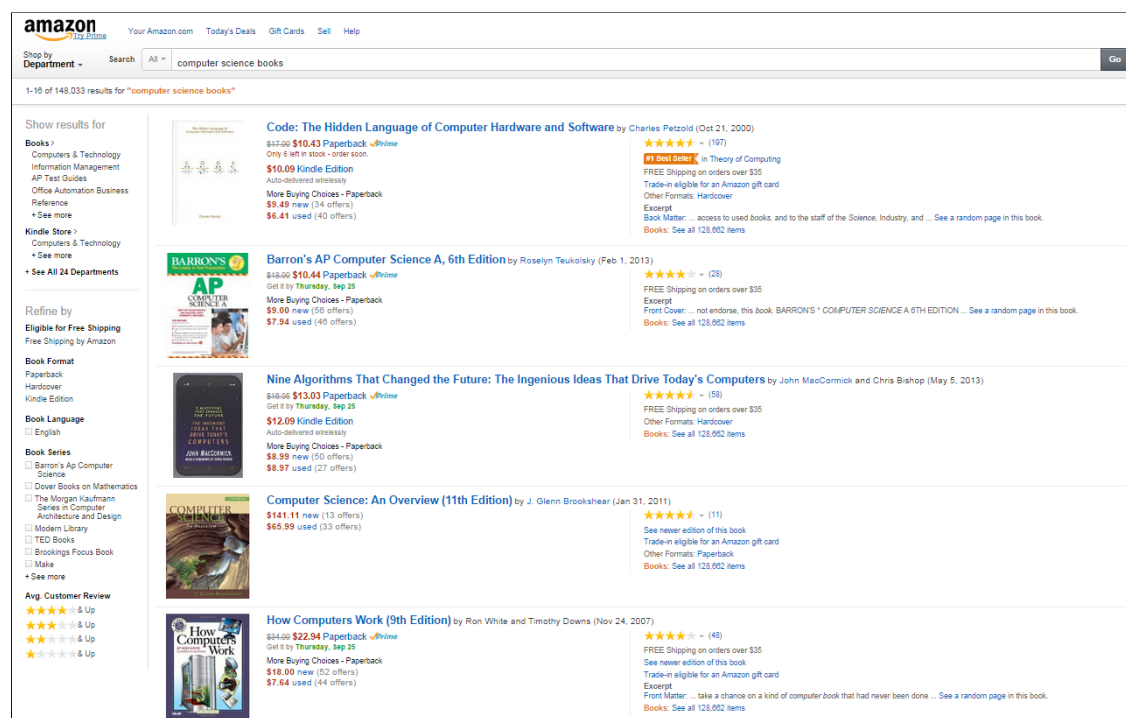 amazon
Try Prime
Your Amazon.com Today's Deals Gift Cards Sell Help
Shop by
Department
Search All computer science books Go
1-16 of 148,033 results for "computer science books"
Show results for
Books
Computers & Technology
Information Management
AP Test Guides
Office Automation Business
Reference
+ See more
Kindle Store
Computers & Technology
+ See more
+ See All 24 Departments
Refine by
Eligible for Free Shipping
Free Shipping by Amazon
Book Format
Paperback
Hardcover
Kindle Edition
Book Language
English
Book Series
Barron's Ap Computer
Science
Dover Books on Mathematics
The Morgan Kaufmann
Series in Computer
Architecture and Design
Modern Library
TED Books
Brookings Focus Book
Make
+ See more
Avg. Customer Review
& Up
& Up
& Up
& Up
Code: The Hidden Language of Computer Hardware and Software by Charles Petzold (Oct 21, 2000)
$17.99 $10.43 Paperback Prime
Only 6 left in stock - order soon.
$10.09 Kindle Edition
Auto-delivered wirelessly
More Buying Choices - Paperback
$9.49 new (34 offers)
$6.41 used (40 offers)
(197)
#1 Best Seller in Theory of Computing
FREE Shipping on orders over $35
Trade-in eligible for an Amazon gift card
Other Formats: Hardcover
Excerpt
Back Matter: ... access to used books, and to the staff of the Science, Industry, and ... See a random page in this book.
Books: See all 128,662 items
BARRON'S
AP
COMPUTER
SCIENCE A
Barron's AP Computer Science A, 6th Edition by Roselyn Teukolsky (Feb 1, 2013)
$18.99 $10.44 Paperback Prime
Get it by Thursday, Sep 25
More Buying Choices - Paperback
$9.00 new (56 offers)
$7.94 used (46 offers)
(28)
FREE Shipping on orders over $35
Excerpt
Front Cover: ... not endorse, this book. BARRON'S * COMPUTER SCIENCE A 6TH EDITION ... See a random page in this book.
Books: See all 128,662 items
9 ALGORITHMS
THAT CHANGED
THE FUTURE
THE INGENIOUS
IDEAS THAT
DRIVE TODAY'S
COMPUTERS
JOHN MACCORMICK
Nine Algorithms That Changed the Future: The Ingenious Ideas That Drive Today's Computers by John MacCormick and Chris Bishop (May 5, 2013)
$16.95 $13.03 Paperback Prime
Get it by Thursday, Sep 25
$12.09 Kindle Edition
Auto-delivered wirelessly
More Buying Choices - Paperback
$8.99 new (50 offers)
$8.97 used (27 offers)
(58)
FREE Shipping on orders over $35
Other Formats: Hardcover
Books: See all 128,662 items
COMPUTER
SCIENCE
Computer Science: An Overview (11th Edition) by J. Glenn Brookshear (Jan 31, 2011)
$141.11 new (13 offers)
$65.99 used (33 offers)
(11)
See newer edition of this book
Trade-in eligible for an Amazon gift card
Other Formats: Paperback
Books: See all 128,662 items
How
Computers
Work
How Computers Work (9th Edition) by Ron White and Timothy Downs (Nov 24, 2007)
$34.99 $22.94 Paperback Prime
Get it by Thursday, Sep 25
More Buying Choices - Paperback
$18.00 new (52 offers)
$7.64 used (44 offers)
(48)
FREE Shipping on orders over $35
See newer edition of this book
Trade-in eligible for an Amazon gift card
Excerpt
Front Matter: ... take a chance on a kind of computer book that had never been done ... See a random page in this book.
Books: See all 128,662 items